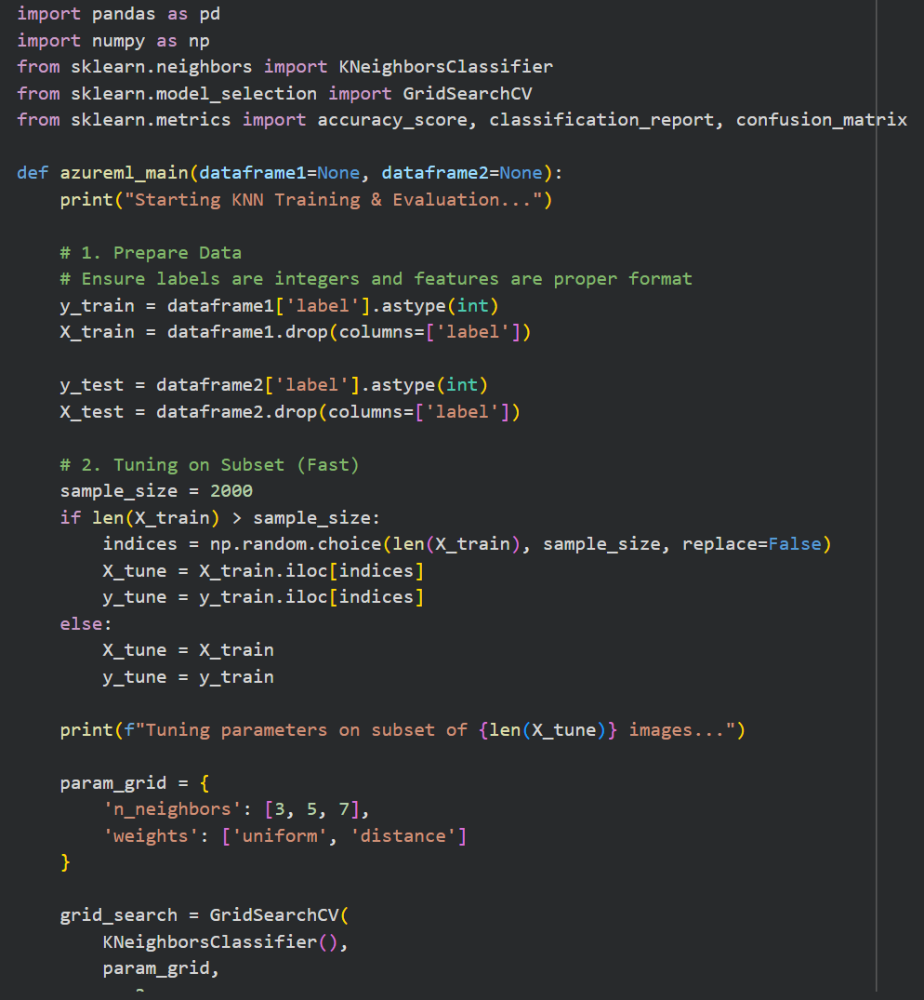 import pandas as pd
import numpy as np
from sklearn.neighbors import KNeighborsClassifier
from sklearn.model_selection import GridSearchCV
from sklearn.metrics import accuracy_score, classification_report, confusion_matrix

def azureml_main(dataframe1=None, dataframe2=None):
    print("Starting KNN Training & Evaluation...")

    # 1. Prepare Data
    # Ensure labels are integers and features are proper format
    y_train = dataframe1['label'].astype(int)
    X_train = dataframe1.drop(columns=['label'])

    y_test = dataframe2['label'].astype(int)
    X_test = dataframe2.drop(columns=['label'])

    # 2. Tuning on Subset (Fast)
    sample_size = 2000
    if len(X_train) > sample_size:
        indices = np.random.choice(len(X_train), sample_size, replace=False)
        X_tune = X_train.iloc[indices]
        y_tune = y_train.iloc[indices]
    else:
        X_tune = X_train
        y_tune = y_train

    print(f"Tuning parameters on subset of {len(X_tune)} images...")

    param_grid = {
        'n_neighbors': [3, 5, 7],
        'weights': ['uniform', 'distance']
    }

    grid_search = GridSearchCV(
        KNeighborsClassifier(),
        param_grid,